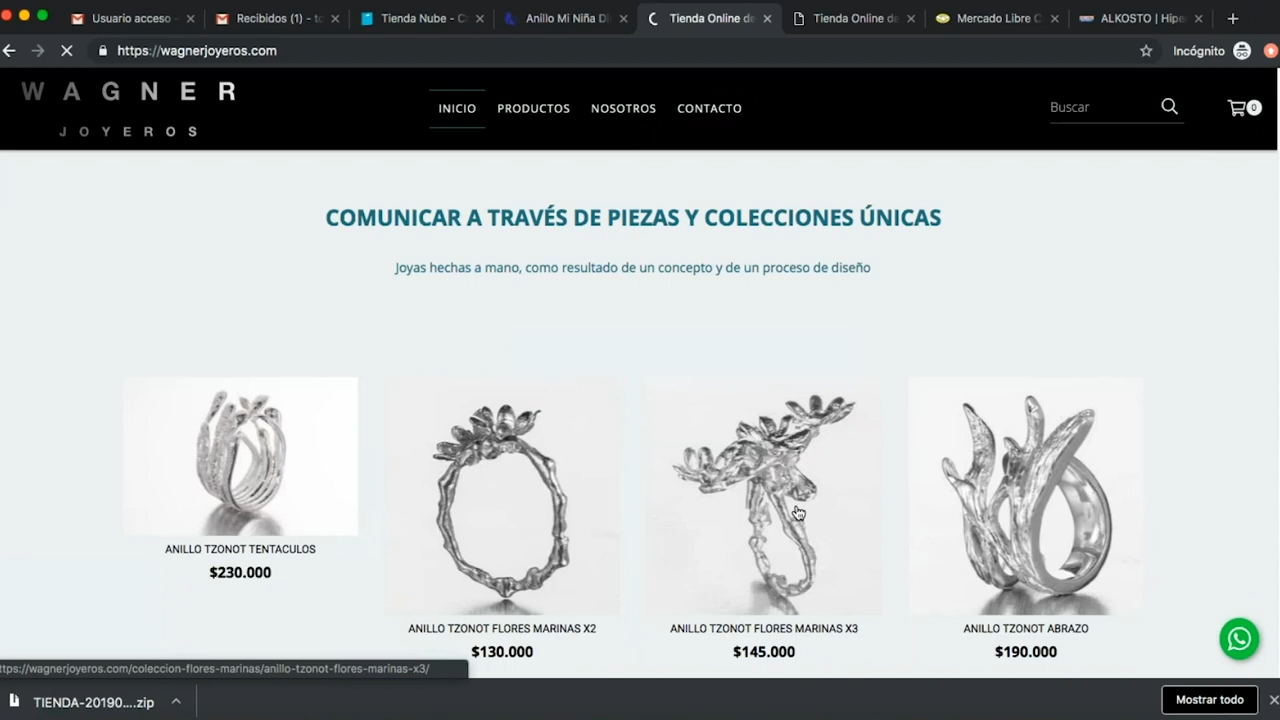 Usuario acceso -
Recibidos (1) - to
Tienda Nube - C
Anillo Mi Niña Di
Tienda Online de
Tienda Online de
Mercado Libre C
ALKOSTO | Hipe
https://wagnerjoyeros.com
Incógnito
WAGNER
JOYEROS
INICIO PRODUCTOS NOSOTROS CONTACTO
Buscar
0
COMUNICAR A TRAVÉS DE PIEZAS Y COLECCIONES ÚNICAS
Joyas hechas a mano, como resultado de un concepto y de un proceso de diseño
ANILLO TZONOT TENTACULOS
$230.000
ANILLO TZONOT FLORES MARINAS X2
$130.000
ANILLO TZONOT FLORES MARINAS X3
$145.000
ANILLO TZONOT ABRAZO
$190.000
ttps://wagnerjoyeros.com/coleccion-flores-marinas/anillo-tzonot-flores-marinas-x3/
TIENDA-20190....zip
Mostrar todo